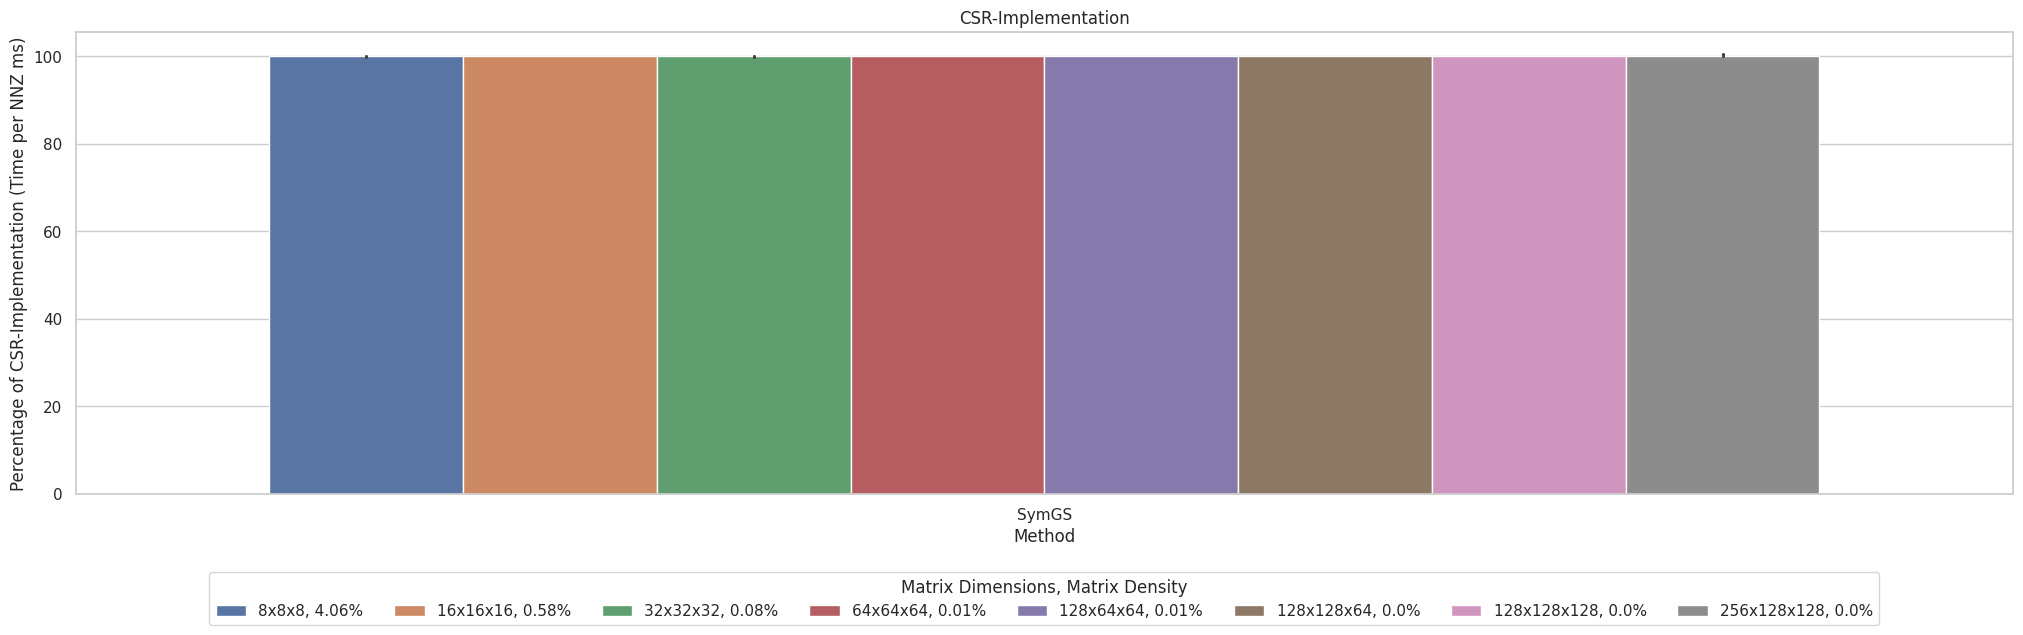 CSR-Implementation
Percentage of CSR-Implementation (Time per NNZ ms)
100
80
60
40
20
0
SymGS
Method
Matrix Dimensions, Matrix Density
8x8x8, 4.06% 16x16x16, 0.58% 32x32x32, 0.08% 64x64x64, 0.01% 128x64x64, 0.01% 128x128x64, 0.0% 128x128x128, 0.0% 256x128x128, 0.0%